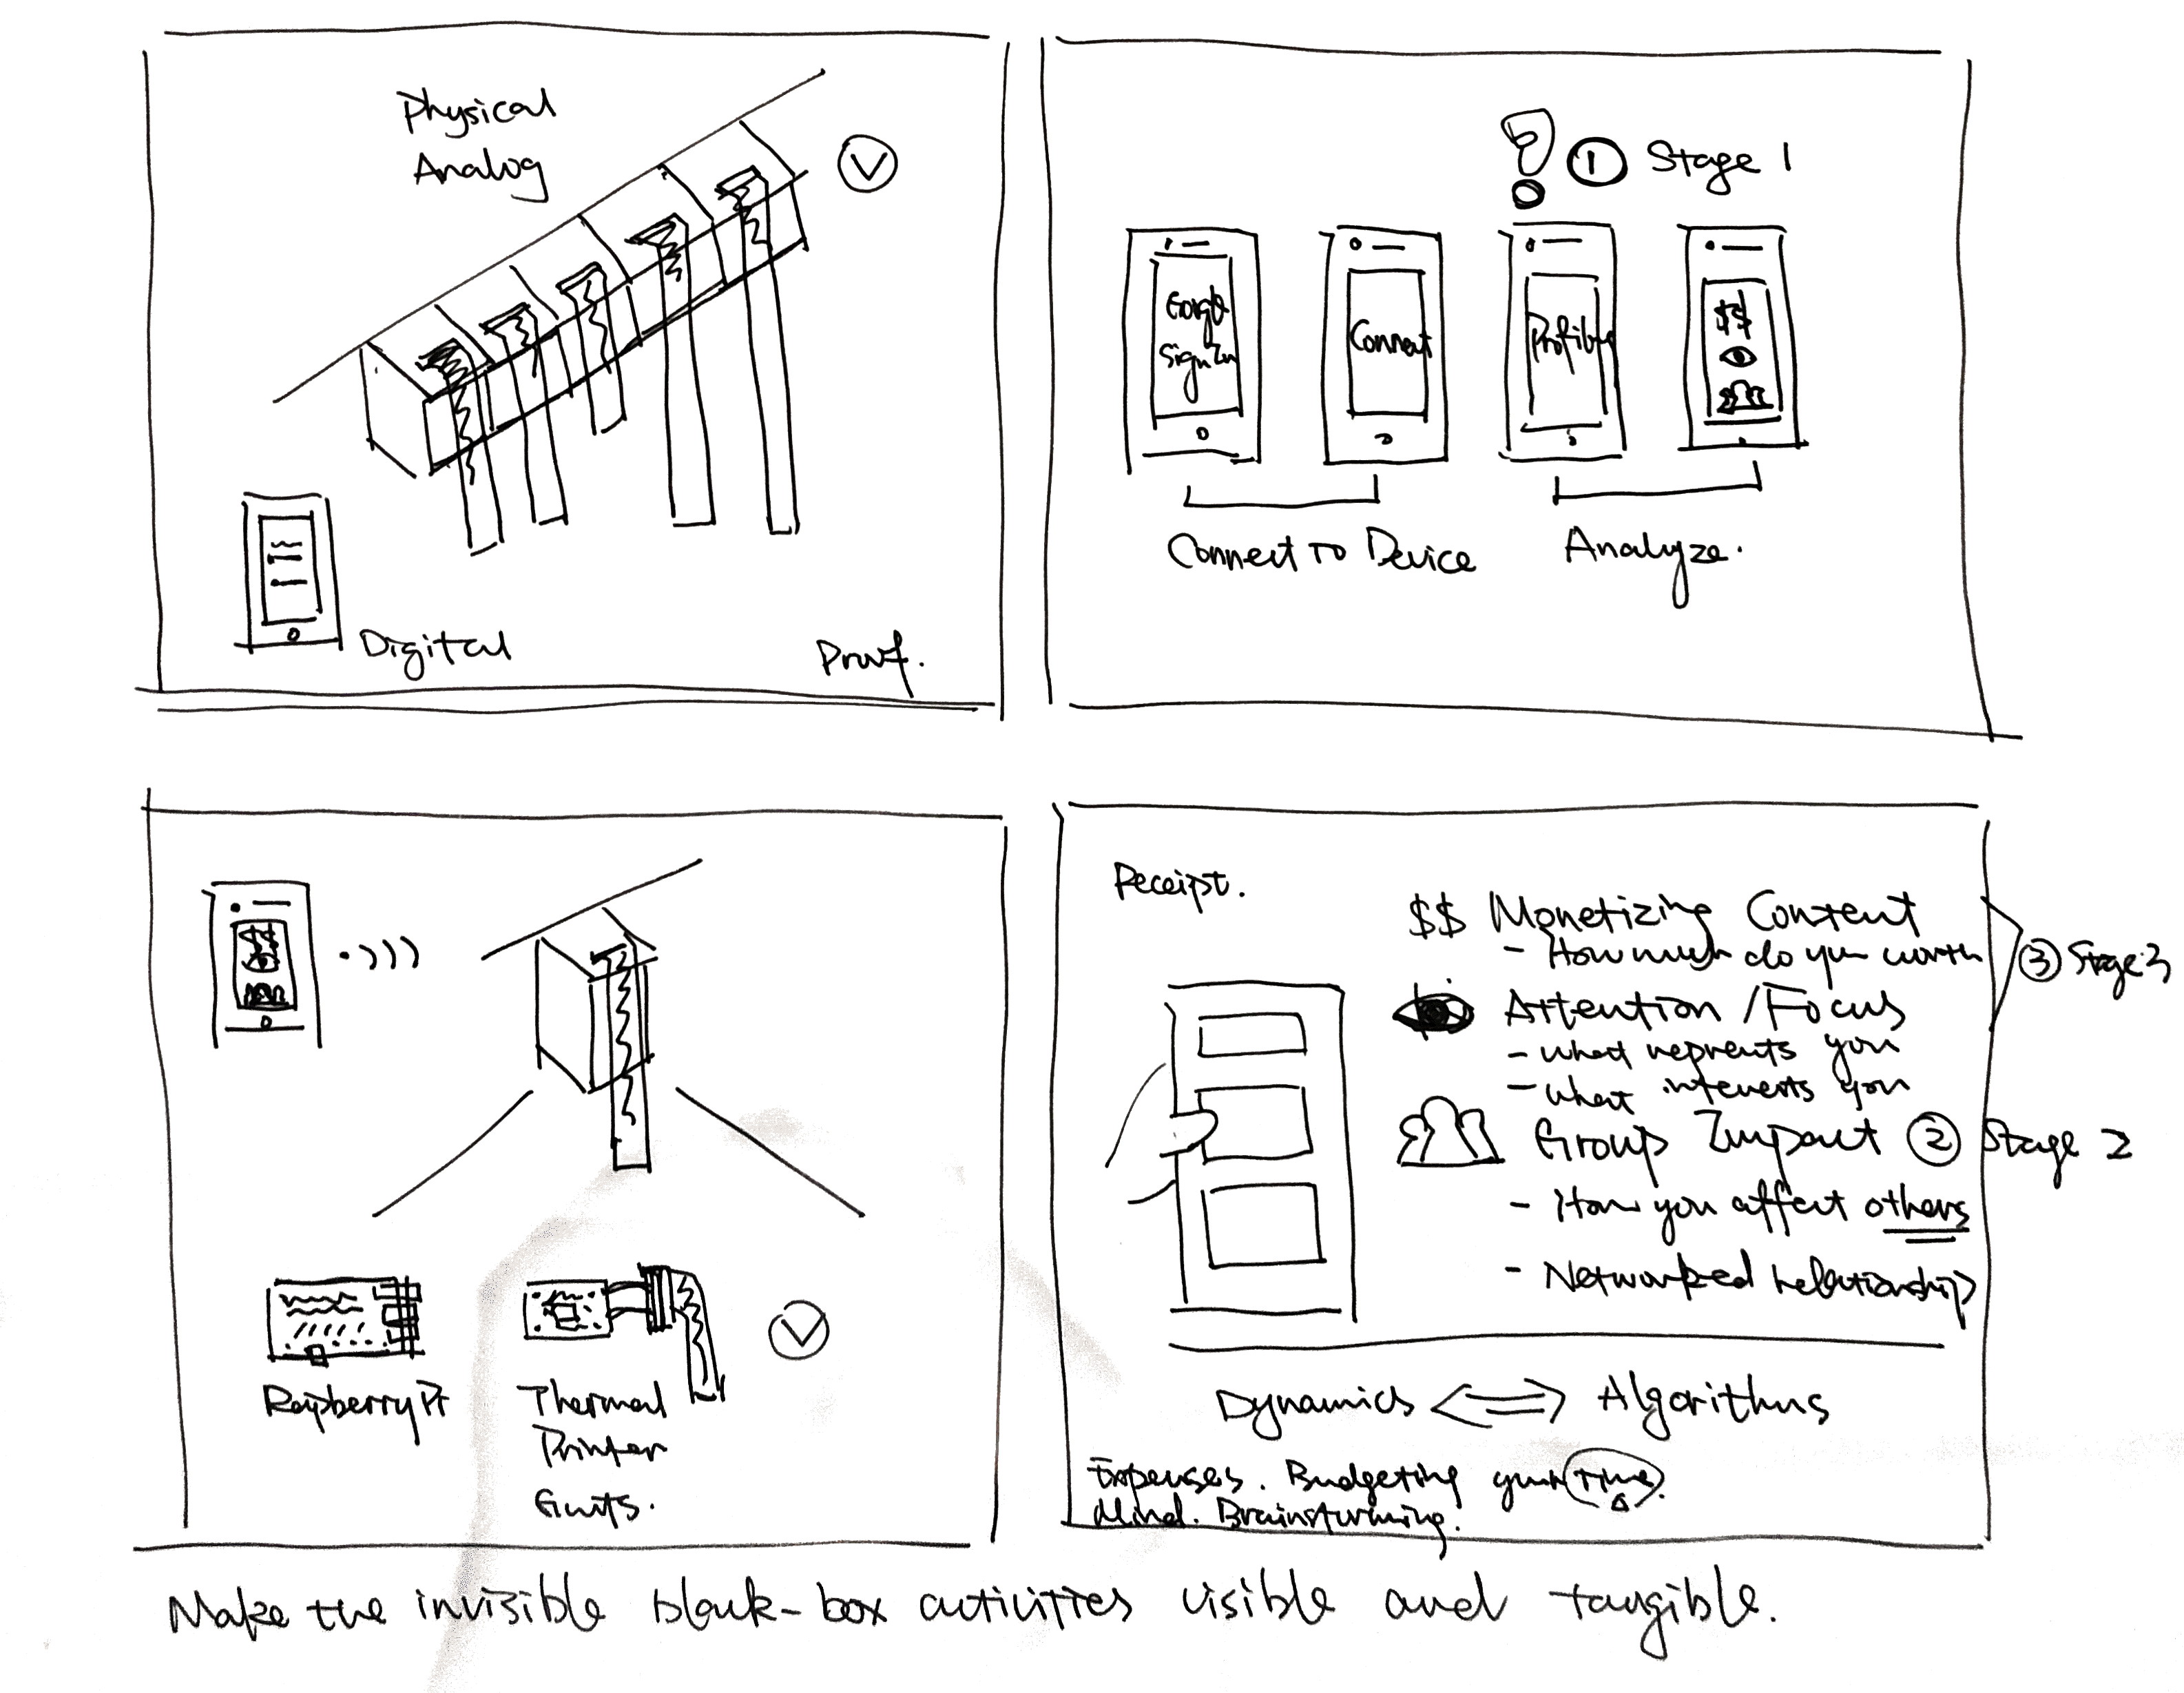 Physical
Analog
Digital
Proof.
① Stage 1
Google
Sign In
Connect
$$
Connect To Device
Analyze.
$$
Raspberry Pi
Thermal
Printer
Guts.
Receipt.
$$ Monetizing Content
- How much do you worth
③ Stage 3
Attention / Focus
- what reprents you
- what interests you
Group Impact ② Stage 2
- How you affect others
- Networked relationship
Dynamics <=> Algorithms
Expenses. Budgeting your time.
Mind. Brainstorming.
Make the invisible black-box activities visible and tangible.